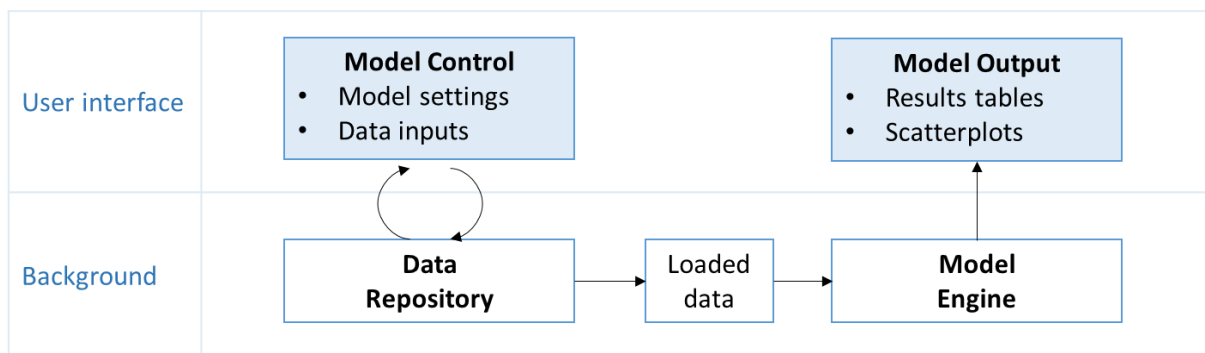 User interface
Model Control
• Model settings
• Data inputs
Model Output
• Results tables
• Scatterplots
Background
Data
Repository
Loaded
data
Model
Engine